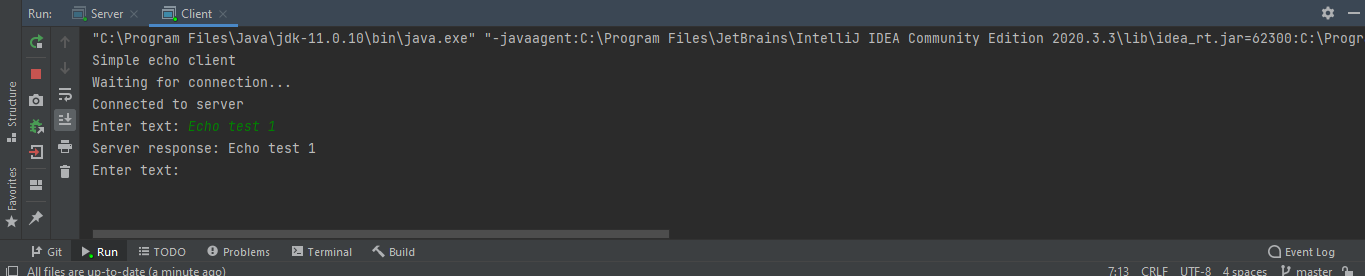 Run: Server Client
"C:\Program Files\Java\jdk-11.0.10\bin\java.exe" "-javaagent:C:\Program Files\JetBrains\IntelliJ IDEA Community Edition 2020.3.3\lib\idea_rt.jar=62300:C:\Progr
Simple echo client
Waiting for connection...
Connected to server
Enter text: Echo test 1
Server response: Echo test 1
Enter text:
Structure
Favorites
Git Run TODO Problems Terminal Build Event Log
All files are up-to-date (a minute ago) 7:13 CRLF UTF-8 4 spaces master